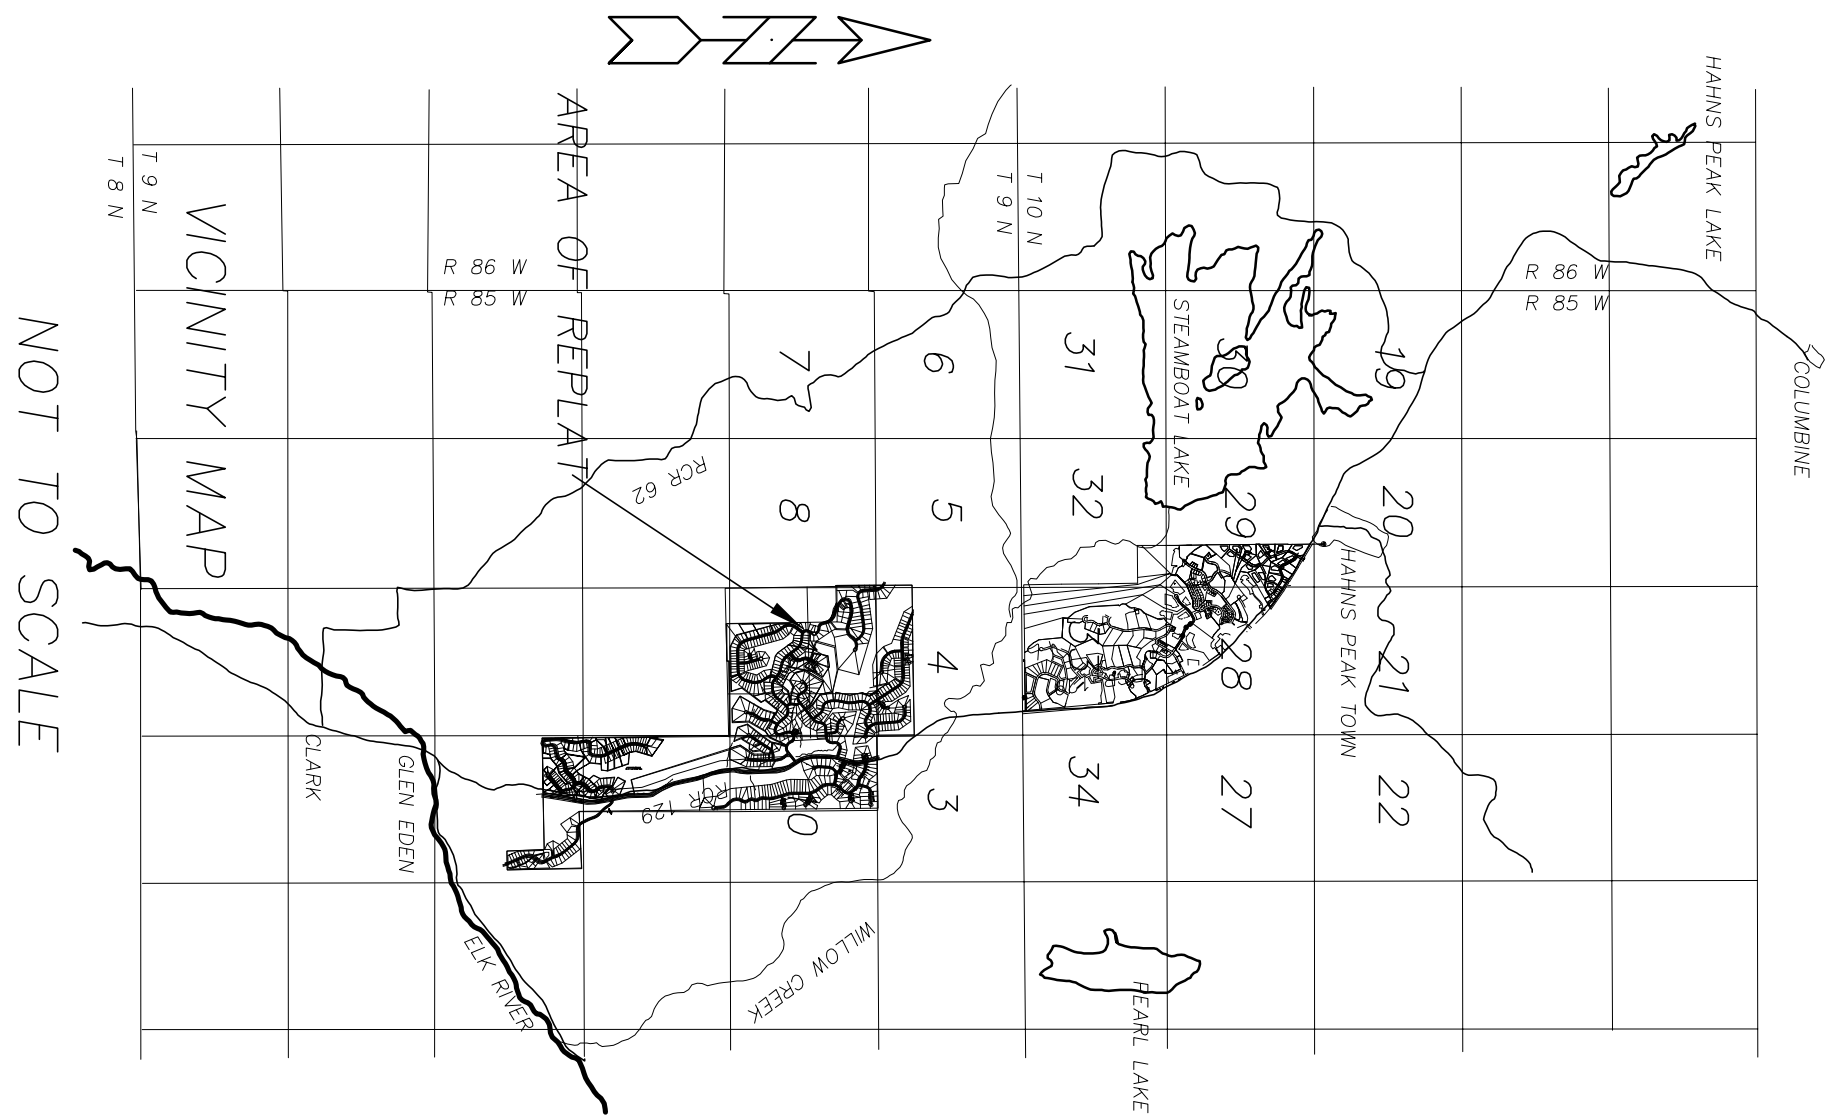 HAHNS PEAK LAKE
COLUMBINE
R 86 W
R 85 W
T 10 N
T 9 N
STEAMBOAT LAKE
19
20
21
22
30
29
28
27
31
32
34
HAHNS PEAK TOWN
PEARL LAKE
6
5
4
3
7
8
WILLOW CREEK
RCR 62
RCR 129
AREA OF REPLAT
R 86 W
R 85 W
ELK RIVER
GLEN EDEN
CLARK
T 9 N
T 8 N
VICINITY MAP
NOT TO SCALE